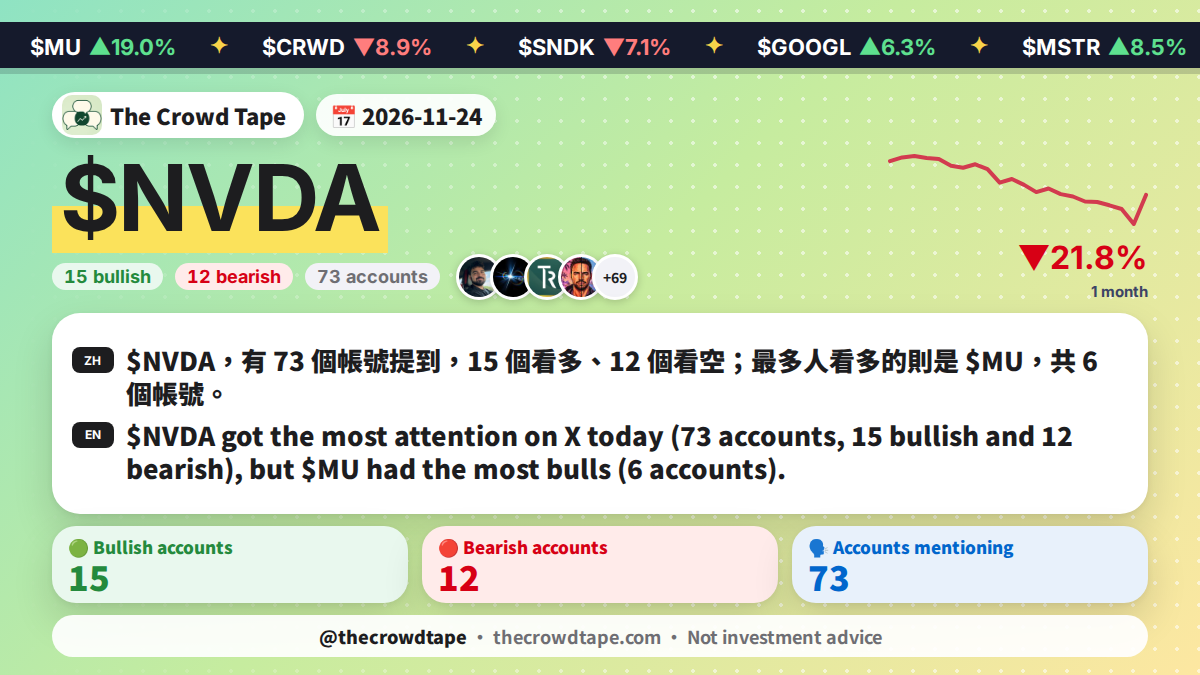 $MU ▲19.0% ✦ $CRWD ▼8.9% ✦ $SNDK ▼7.1% ✦ $GOOGL ▲6.3% ✦ $MSTR ▲8.5%
The Crowd Tape 📅 2026-11-24
$NVDA
▼21.8%
15 bullish 12 bearish 73 accounts TR +69
1 month
ZH $NVDA，有 73 個帳號提到，15 個看多、12 個看空；最多人看多的則是 $MU，共 6
個帳號。
EN $NVDA got the most attention on X today (73 accounts, 15 bullish and 12
bearish), but $MU had the most bulls (6 accounts).
Bullish accounts
15
Bearish accounts
12
Accounts mentioning
73
@thecrowdtape • thecrowdtape.com • Not investment advice